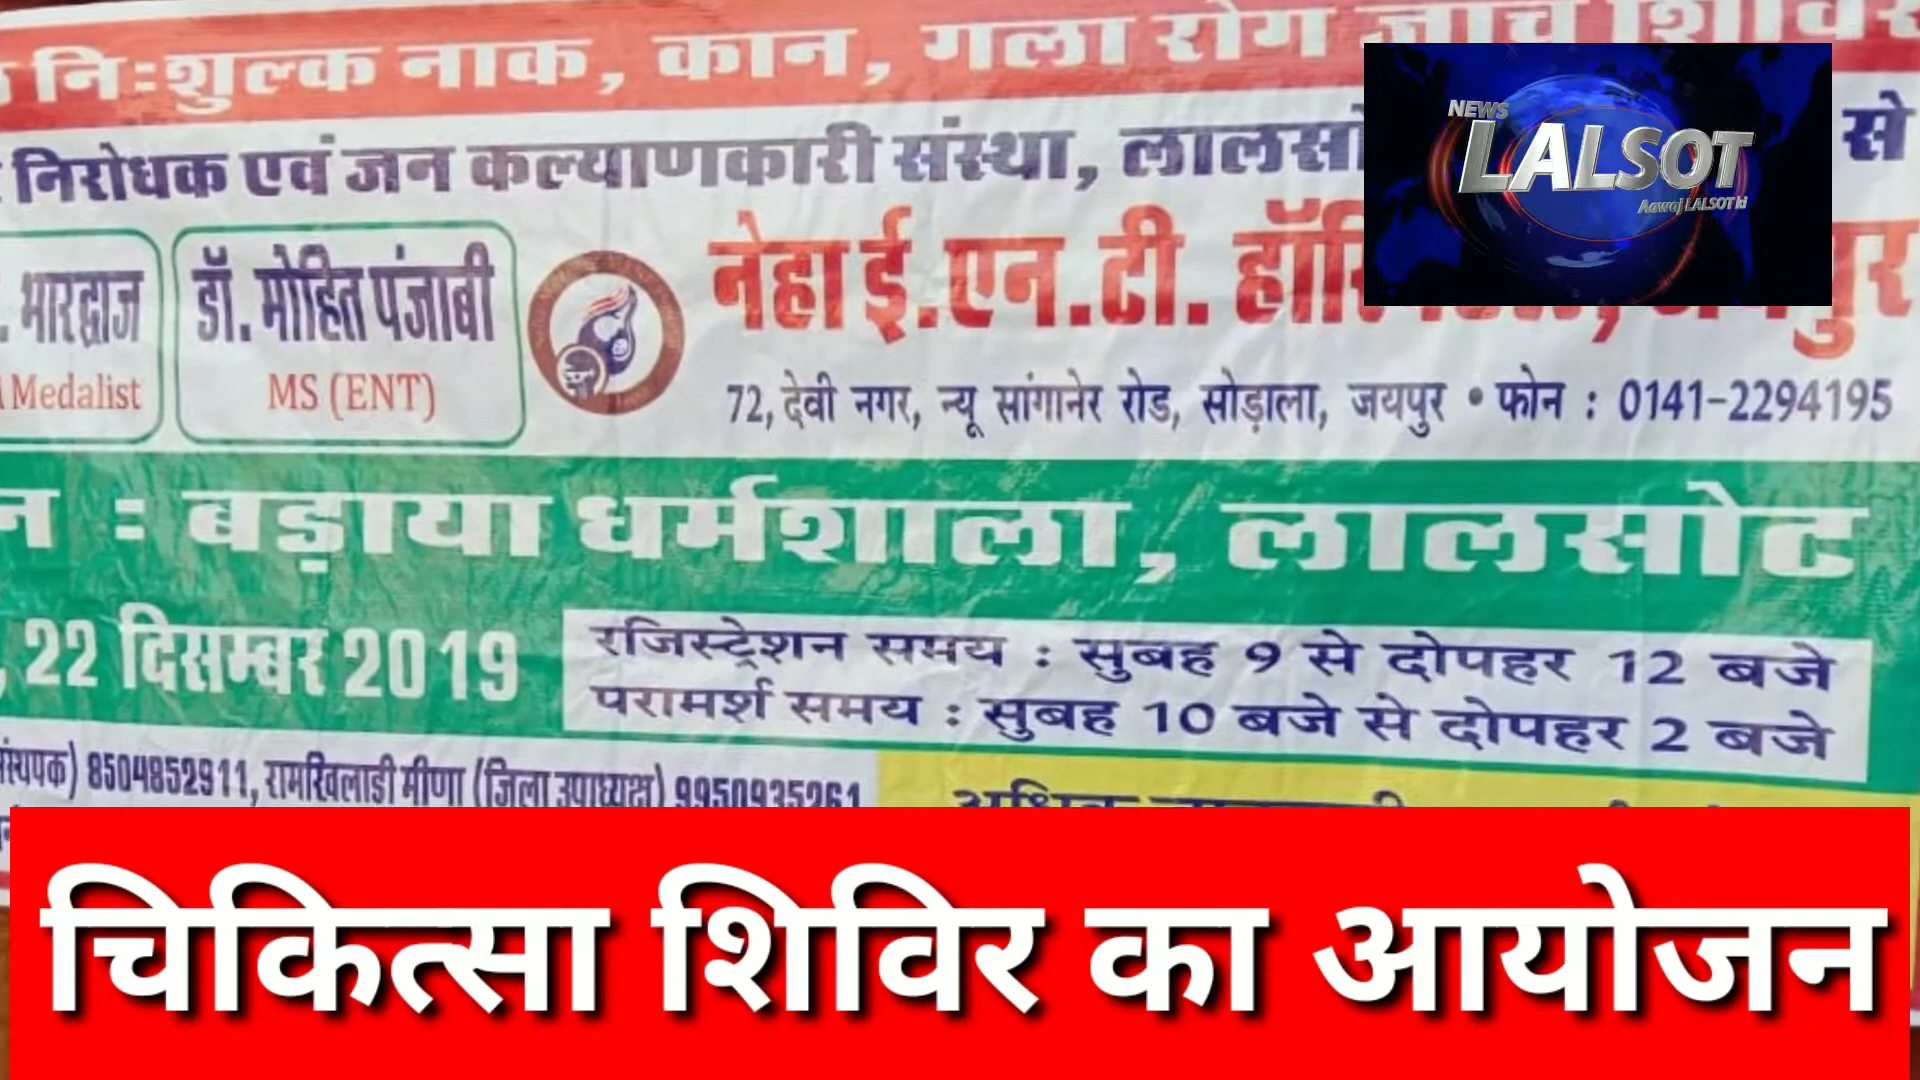 निःशुल्क नाक, कान, गला रोग जाँच शिविर
निरोधक एवं जन कल्याणकारी संस्था, से
NEWS
LALSOT
Aawaj LALSOT ki
. भारद्वाज
Medalist
डॉ. मोहित पंजाबी
MS (ENT)
नेहा ई.एन.टी.
72, देवी नगर, न्यू सांगानेर रोड, सोड़ाला, जयपुर • फोन : 0141-2294195
न : बड़ाया धर्मशाला, लालसोट
, 22 दिसम्बर 2019
रजिस्ट्रेशन समय : सुबह 9 से दोपहर 12 बजे
परामर्श समय : सुबह 10 बजे से दोपहर 2 बजे
8504852911, रामखिलाडी मीणा (जिला उपाध्यक्ष) 9950935261
चिकित्सा शिविर का आयोजन